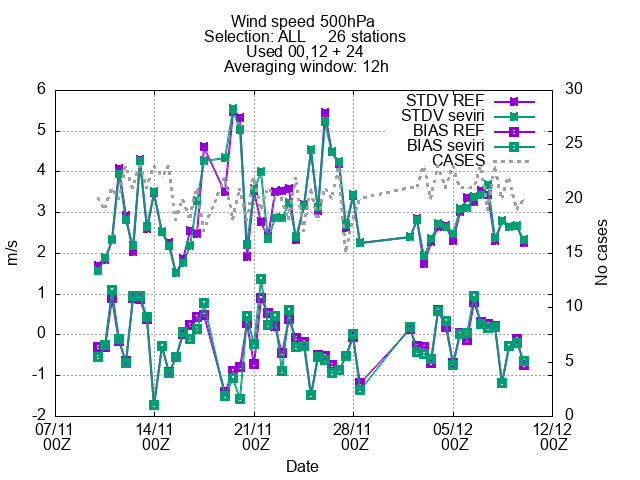 Wind speed 500hPa
Selection: ALL 26 stations
Used 00,12 + 24
Averaging window: 12h
STDV REF
STDV seviri
BIAS REF
BIAS seviri
CASES
6
5
4
3
2
1
0
-1
-2
30
25
20
15
10
5
0
m/s
No cases
07/11 14/11 21/11 28/11 05/12 12/12
00Z 00Z 00Z 00Z 00Z 00Z
Date